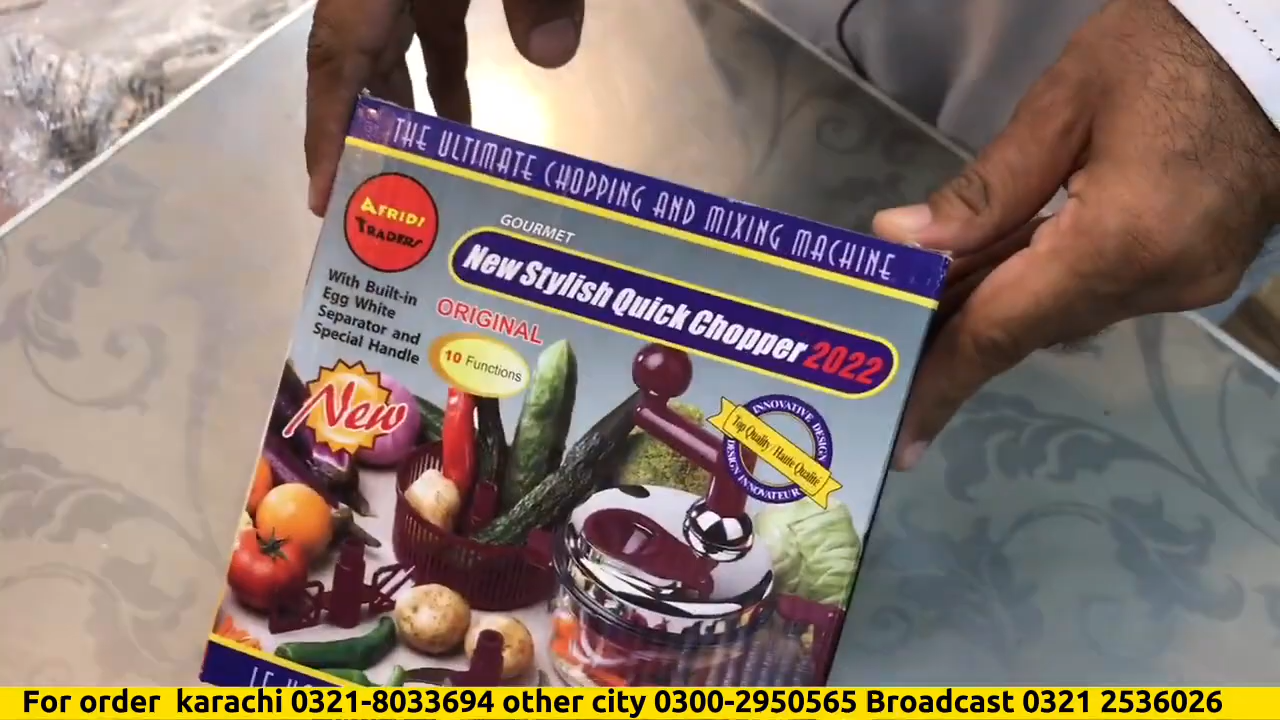 THE ULTIMATE CHOPPING AND MIXING MACHINE
AFRIDI
TRADERS
GOURMET
New Stylish Quick Chopper 2022
With Built-in
Egg White
Separator and
Special Handle
ORIGINAL
10 Functions
New
INNOVATIVE DESIGN
Top Quality / Haute Qualité
DESIGN INNOVATEUR
For order karachi 0321-8033694 other city 0300-2950565 Broadcast 0321 2536026